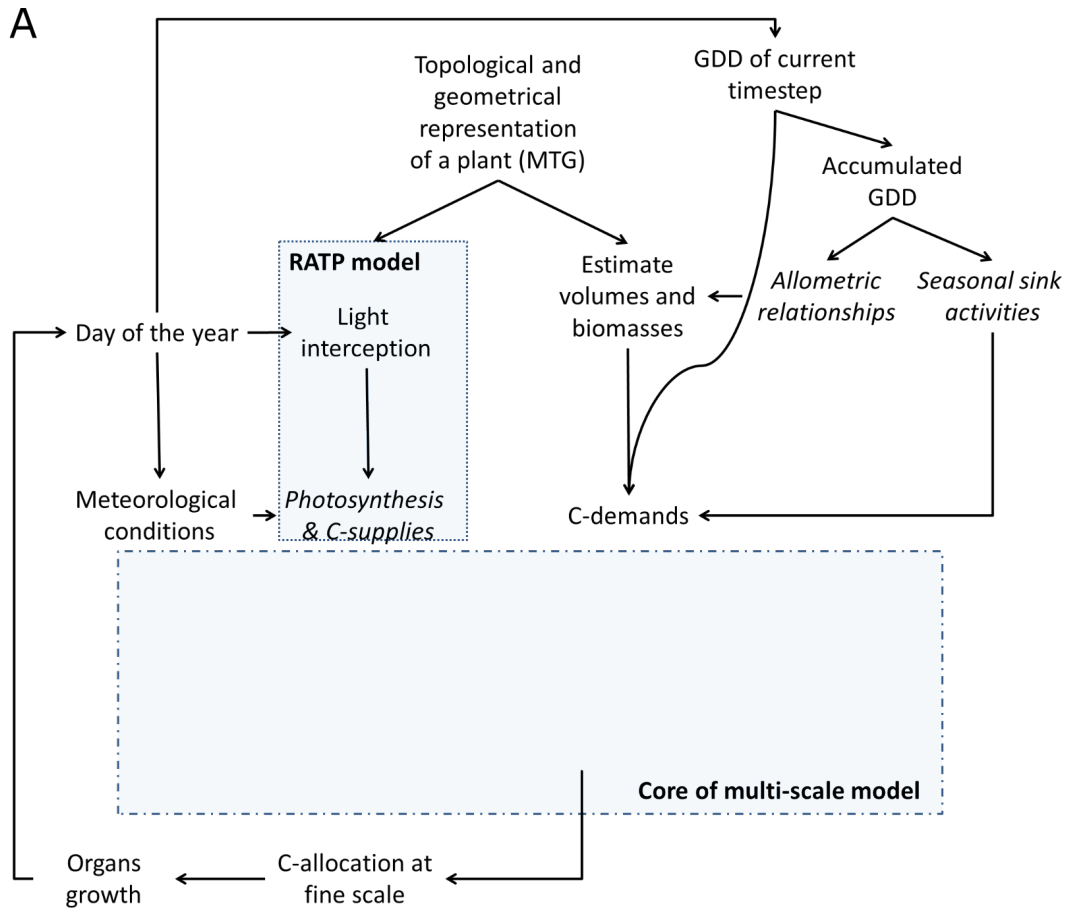 A
GDD of current
timestep
Topological and
geometrical
representation
of a plant (MTG)
Accumulated
GDD
RATP model
Estimate
volumes and
biomasses
Allometric
relationships
Seasonal sink
activities
Day of the year
Light
interception
Meteorological
conditions
Photosynthesis
& C-supplies
C-demands
Core of multi-scale model
Organs
growth
C-allocation at
fine scale